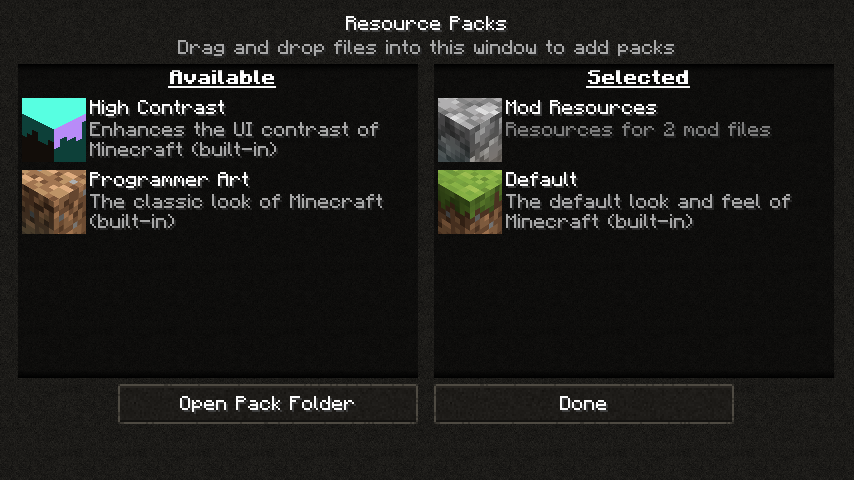 Resource Packs
Drag and drop files into this window to add packs
Available
High Contrast
Enhances the UI contrast of
Minecraft (built-in)
Programmer Art
The classic look of Minecraft
(built-in)
Selected
Mod Resources
Resources for 2 mod files
Default
The default look and feel of
Minecraft (built-in)
Open Pack Folder
Done